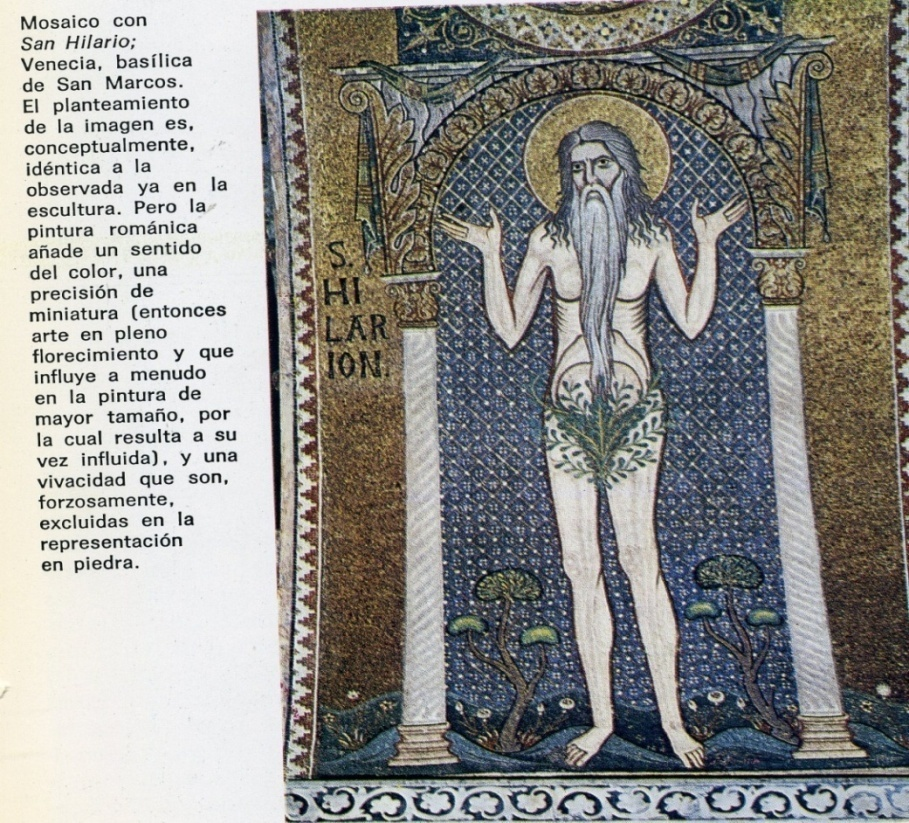 Mosaico con
San Hilario;
Venecia, basílica
de San Marcos.
El planteamiento
de la imagen es,
conceptualmente,
idéntica a la
observada ya en la
escultura. Pero la
pintura románica
añade un sentido
del color, una
precisión de
miniatura (entonces
arte en pleno
florecimiento y que
influye a menudo
en la pintura de
mayor tamaño, por
la cual resulta a su
vez influida), y una
vivacidad que son,
forzosamente,
excluidas en la
representación
en piedra.
S.
HI
LAR
ION.